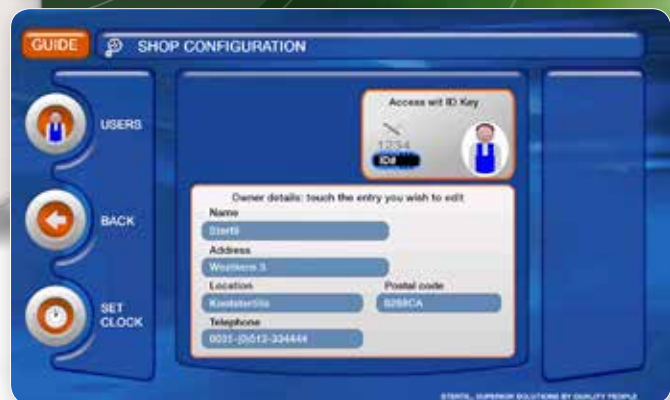 GUIDE
SHOP CONFIGURATION
Access wit ID Key
1234
ID#
USERS
Owner details: touch the entry you wish to edit
Name
Stertil
BACK
Address
Westkern 3
Location
Postal code
Kootstertille
9288CA
SET
CLOCK
Telephone
0031-(0)512-334444
STERTIL, SUPERIOR SOLUTIONS BY QUALITY PEOPLE